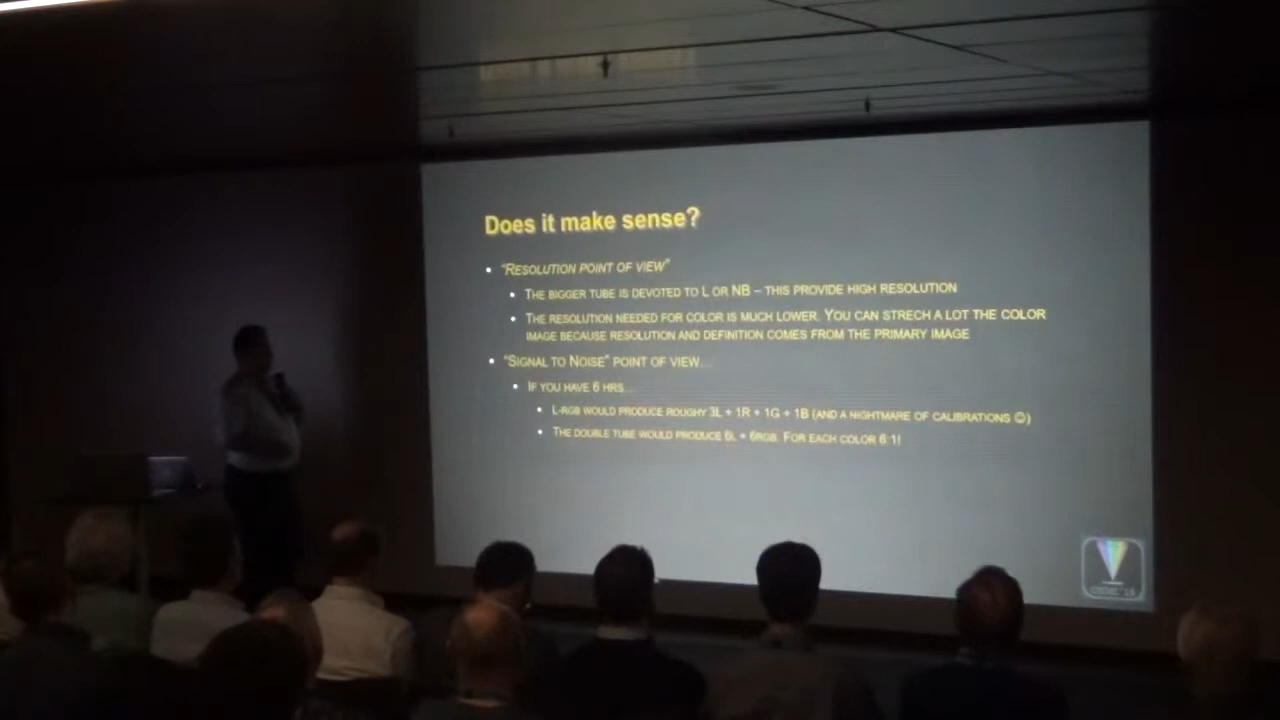 Does it make sense?
"Resolution point of view"
The bigger tube is devoted to L or NB – this provide high resolution
The resolution needed for color is much lower. You can strech a lot the color
image because resolution and definition comes from the primary image
"Signal to Noise" point of view...
If you have 6 hrs...
L-rgb would produce roughy 3L + 1R + 1G + 1B (and a nightmare of calibrations ☺)
The double tube would produce 6L + 6rgb. For each color 6:1!